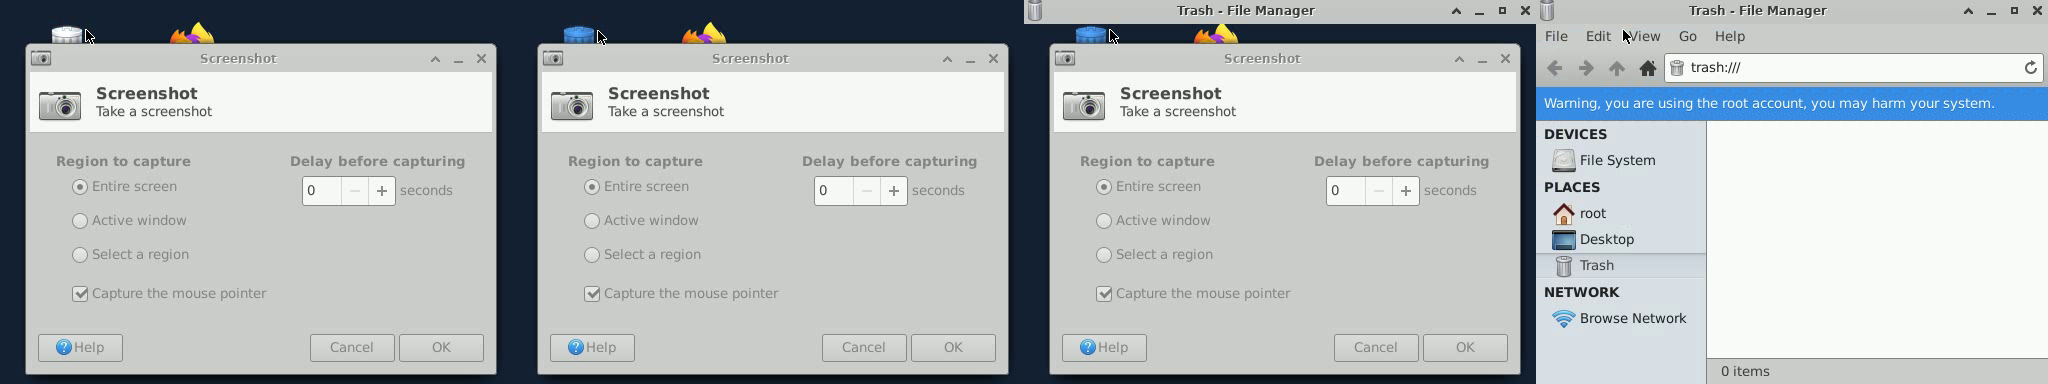 Screenshot
Screenshot
Take a screenshot
Region to capture
Entire screen
Active window
Select a region
Capture the mouse pointer
Delay before capturing
0 seconds
Help
Cancel
OK
Screenshot
Screenshot
Take a screenshot
Region to capture
Entire screen
Active window
Select a region
Capture the mouse pointer
Delay before capturing
0 seconds
Help
Cancel
OK
Trash - File Manager
Screenshot
Screenshot
Take a screenshot
Region to capture
Entire screen
Active window
Select a region
Capture the mouse pointer
Delay before capturing
0 seconds
Help
Cancel
OK
Trash - File Manager
File Edit View Go Help
trash:///
Warning, you are using the root account, you may harm your system.
DEVICES
File System
PLACES
root
Desktop
Trash
NETWORK
Browse Network
0 items